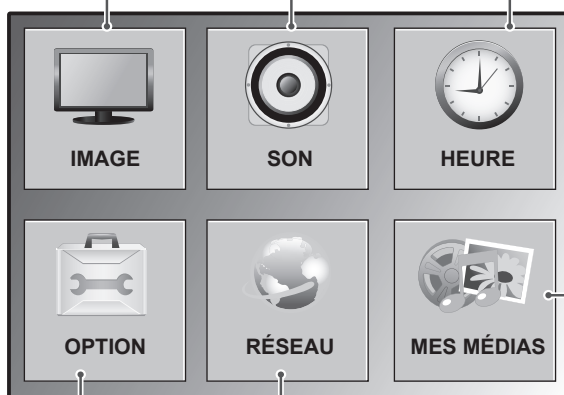 IMAGE
SON
HEURE
OPTION
RÉSEAU
MES MÉDIAS